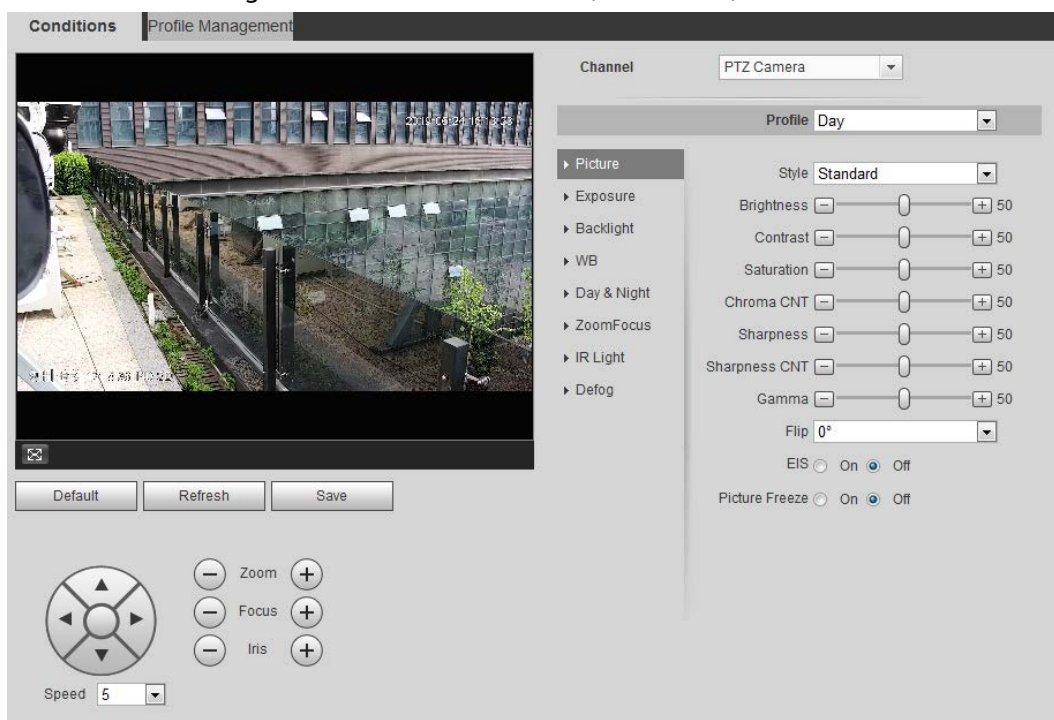 Conditions Profile Management
Channel PTZ Camera
Profile Day
Picture
Exposure
Backlight
WB
Day & Night
ZoomFocus
IR Light
Defog
Style Standard
Brightness 50
Contrast 50
Saturation 50
Chroma CNT 50
Sharpness 50
Sharpness CNT 50
Gamma 50
Flip 0°
EIS On Off
Picture Freeze On Off
Default Refresh Save
Zoom
Focus
Iris
Speed 5